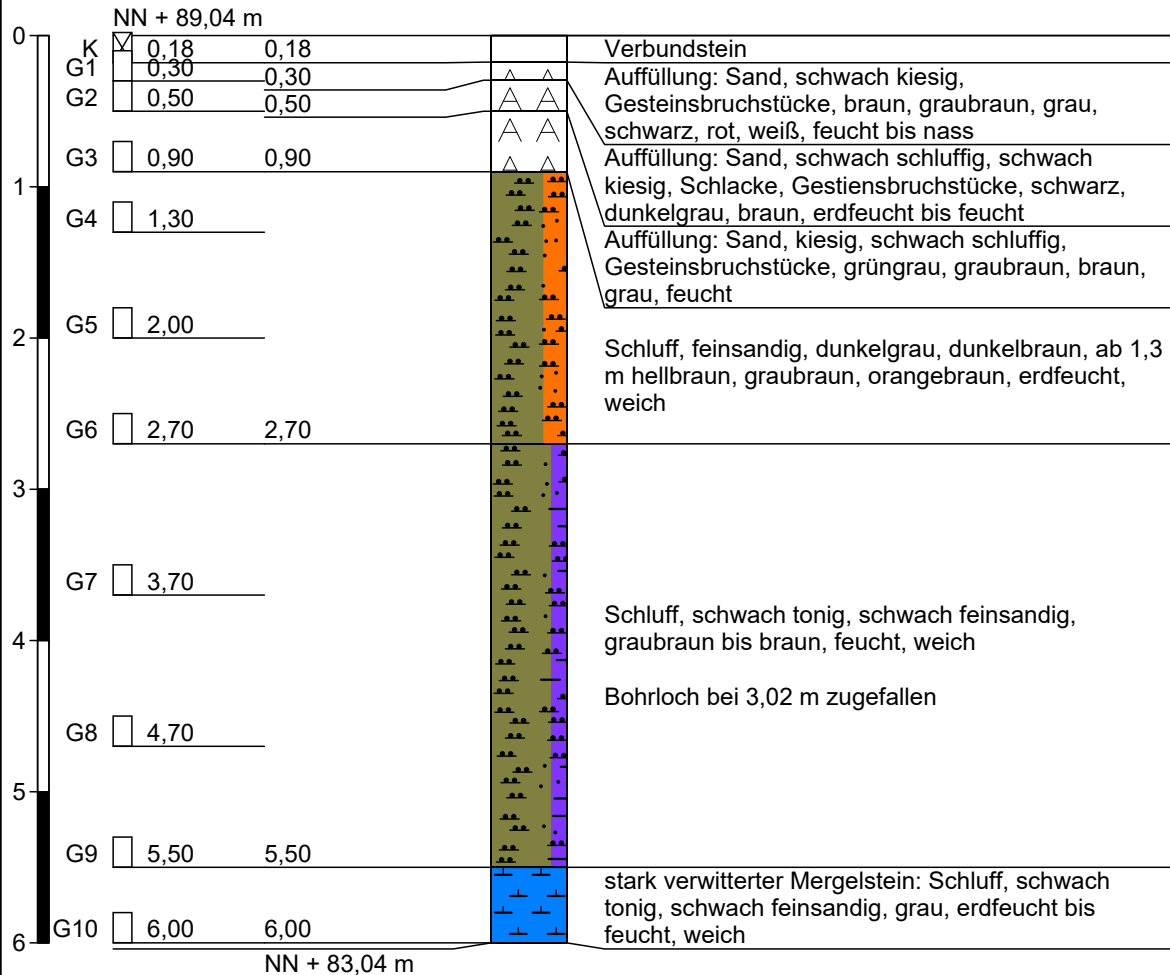 NN + 89,04 m
0
K 0,18 0,18 Verbundstein
G1 0,30 0,30
Auffüllung: Sand, schwach kiesig,
Gesteinsbruchstücke, braun, graubraun, grau,
schwarz, rot, weiß, feucht bis nass
G2 0,50 0,50
G3 0,90 0,90
Auffüllung: Sand, schwach schluffig, schwach
kiesig, Schlacke, Gestiensbruchstücke, schwarz,
dunkelgrau, braun, erdfeucht bis feucht
1
G4 1,30
Auffüllung: Sand, kiesig, schwach schluffig,
Gesteinsbruchstücke, grüngrau, graubraun, braun,
grau, feucht
G5 2,00
2
Schluff, feinsandig, dunkelgrau, dunkelbraun, ab 1,3
m hellbraun, graubraun, orangebraun, erdfeucht,
weich
G6 2,70 2,70
3
G7 3,70
Schluff, schwach tonig, schwach feinsandig,
graubraun bis braun, feucht, weich
4
Bohrloch bei 3,02 m zugefallen
G8 4,70
5
G9 5,50 5,50
stark verwitterter Mergelstein: Schluff, schwach
tonig, schwach feinsandig, grau, erdfeucht bis
feucht, weich
G10 6,00 6,00
6
NN + 83,04 m